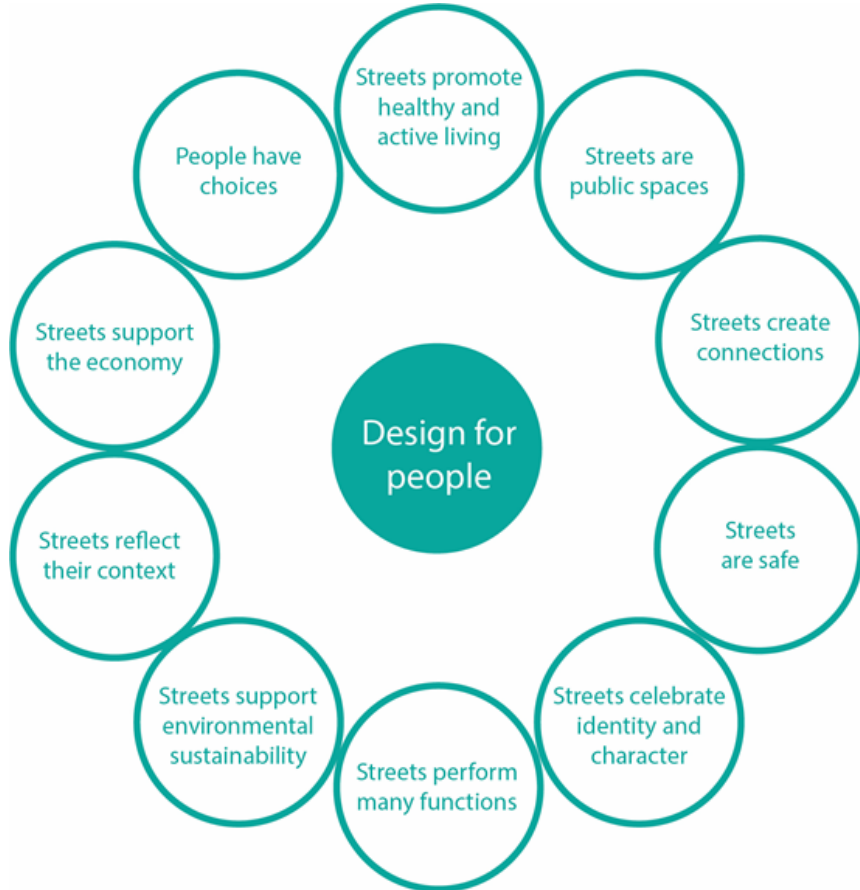 Streets promote
healthy and
active living
Streets are
public spaces
Streets create
connections
Streets
are safe
Streets celebrate
identity and
character
Streets perform
many functions
Streets support
environmental
sustainability
Streets reflect
their context
Streets support
the economy
People have
choices
Design for
people